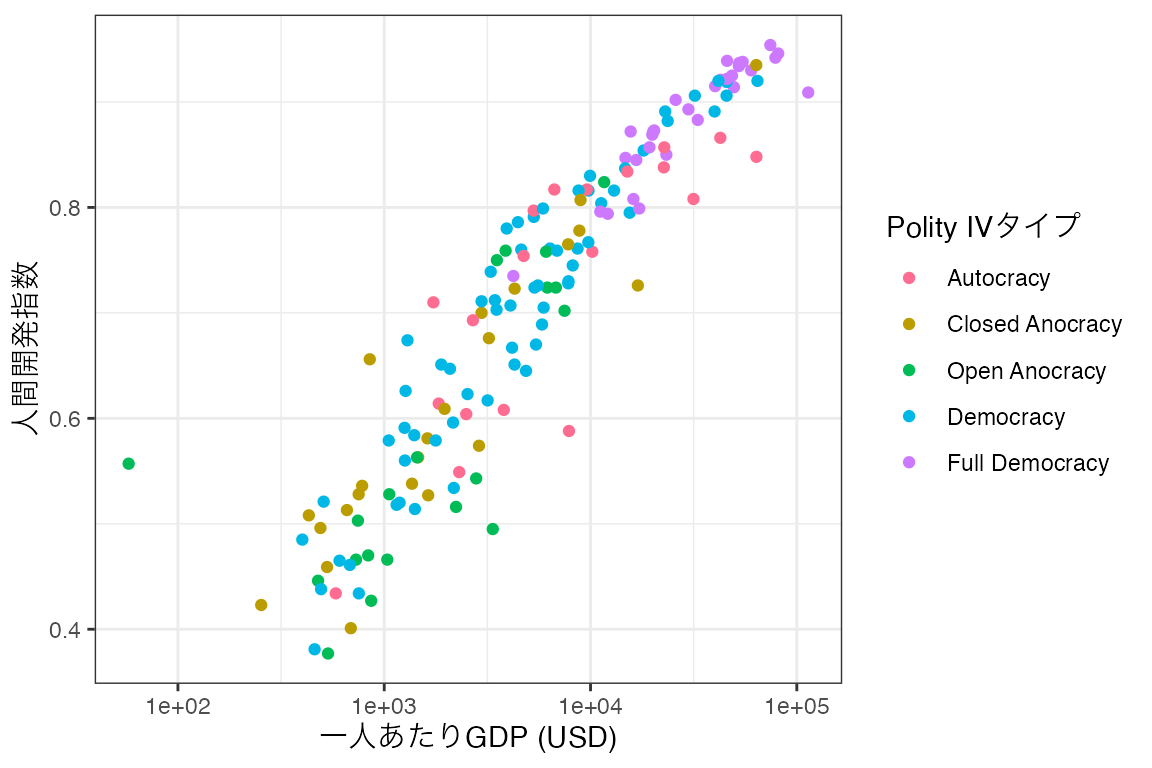 人間開発指数
0.8
0.6
0.4
1e+02
1e+03
1e+04
1e+05
一人あたりGDP (USD)
Polity IVタイプ
Autocracy
Closed Anocracy
Open Anocracy
Democracy
Full Democracy